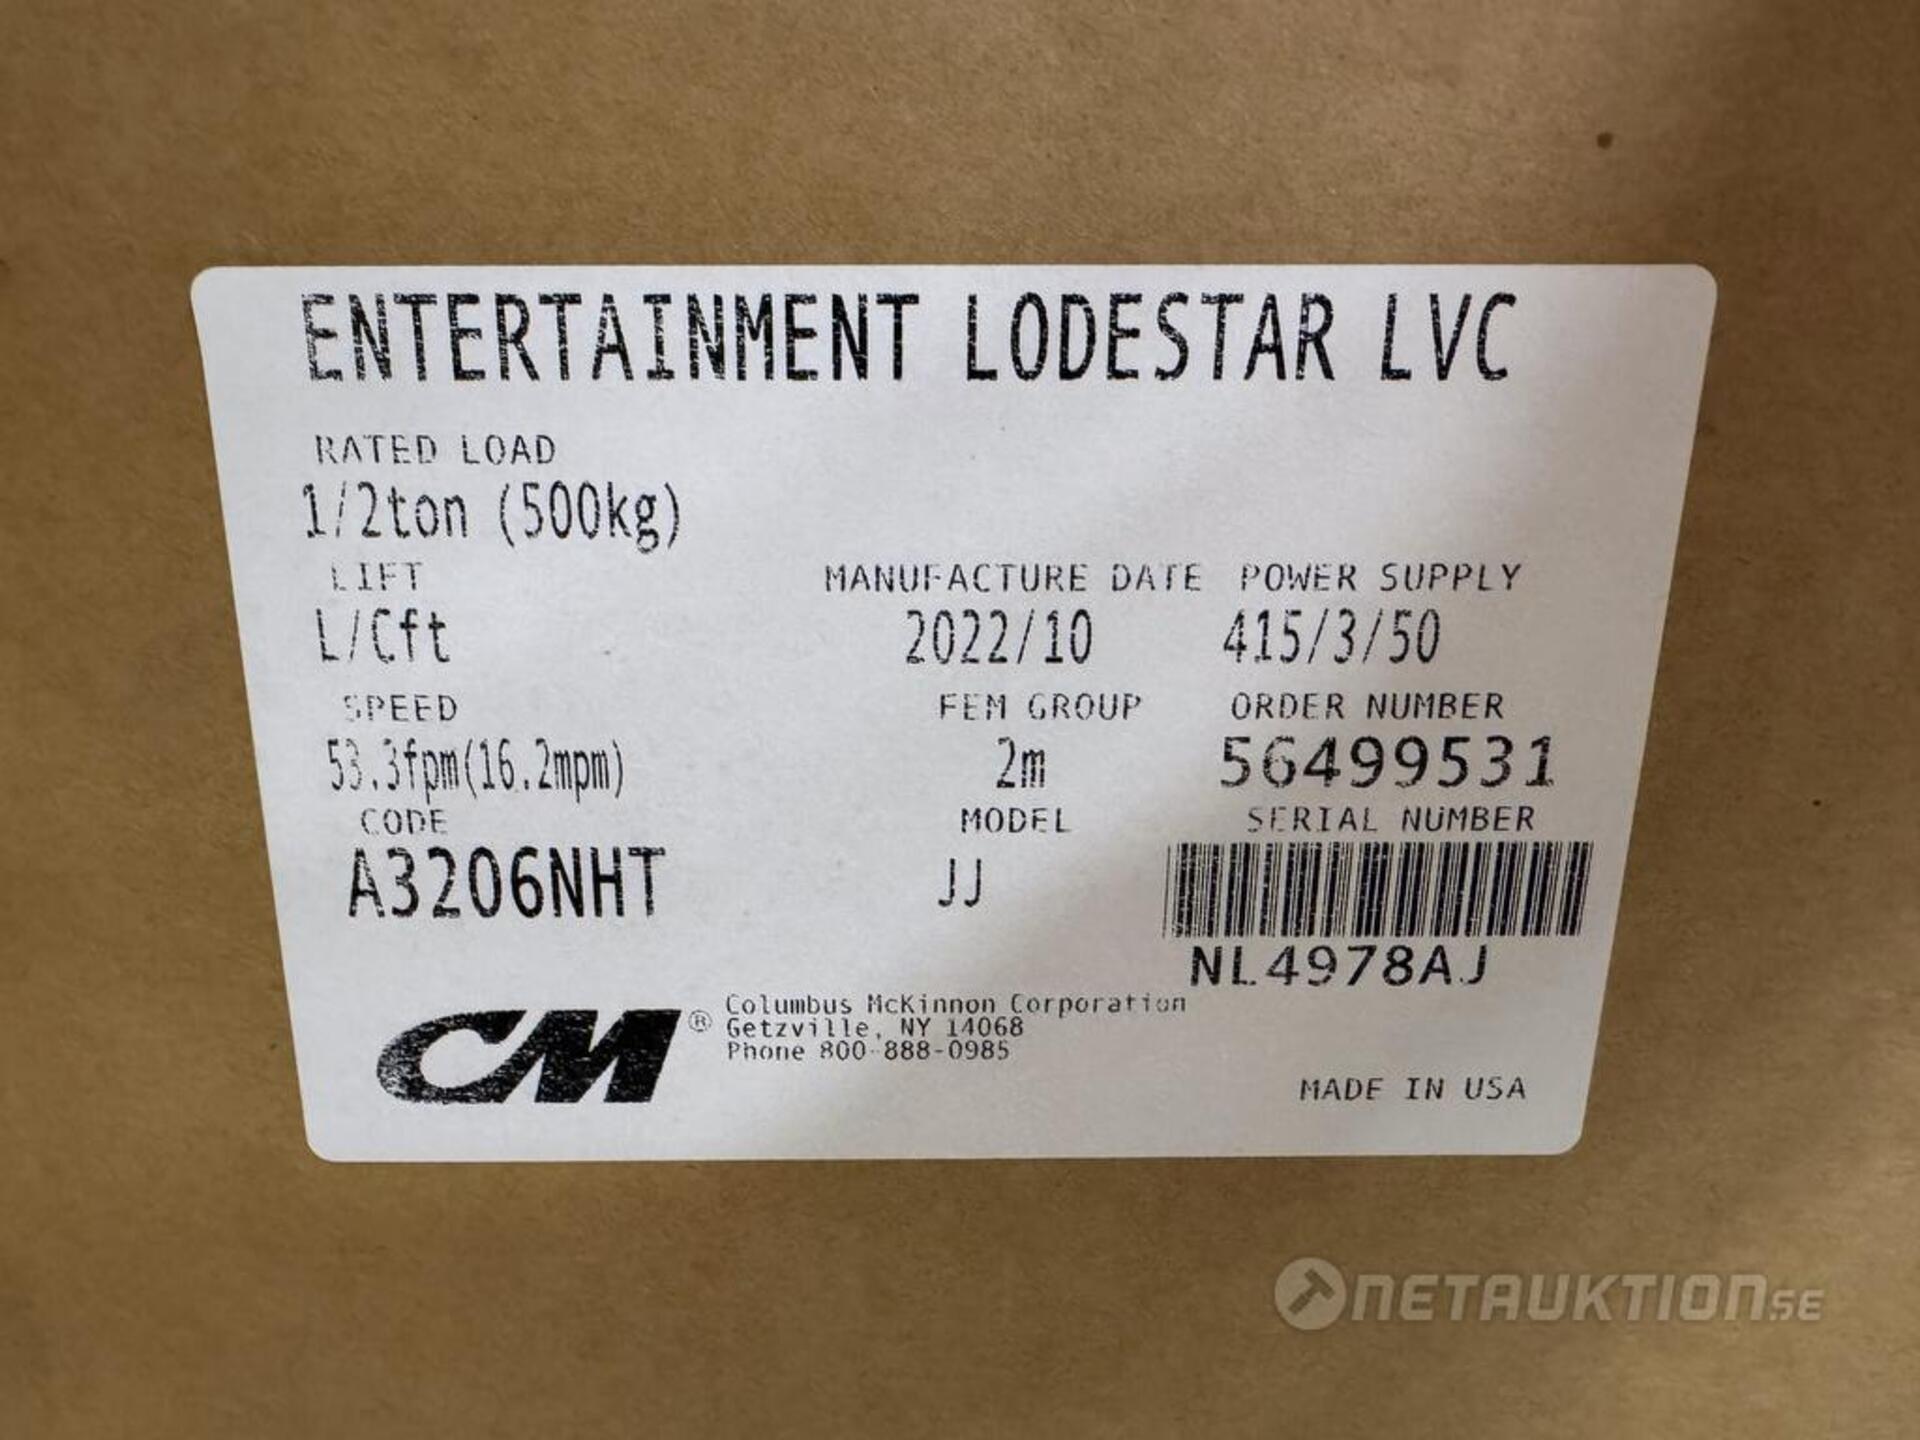 ENTERTAINMENT LODESTAR LVC
RATED LOAD
1/2ton (500kg)
LIFT MANUFACTURE DATE POWER SUPPLY
L/Cft 2022/10 415/3/50
SPEED FEM GROUP ORDER NUMBER
53.3fpm(16.2mpm) 2m 56499531
CODE MODEL SERIAL NUMBER
A3206NHT JJ
NL4978AJ
CM® Columbus McKinnon Corporation
Getzville, NY 14068
Phone 800-888-0985
MADE IN USA
NETAUKTION.SE